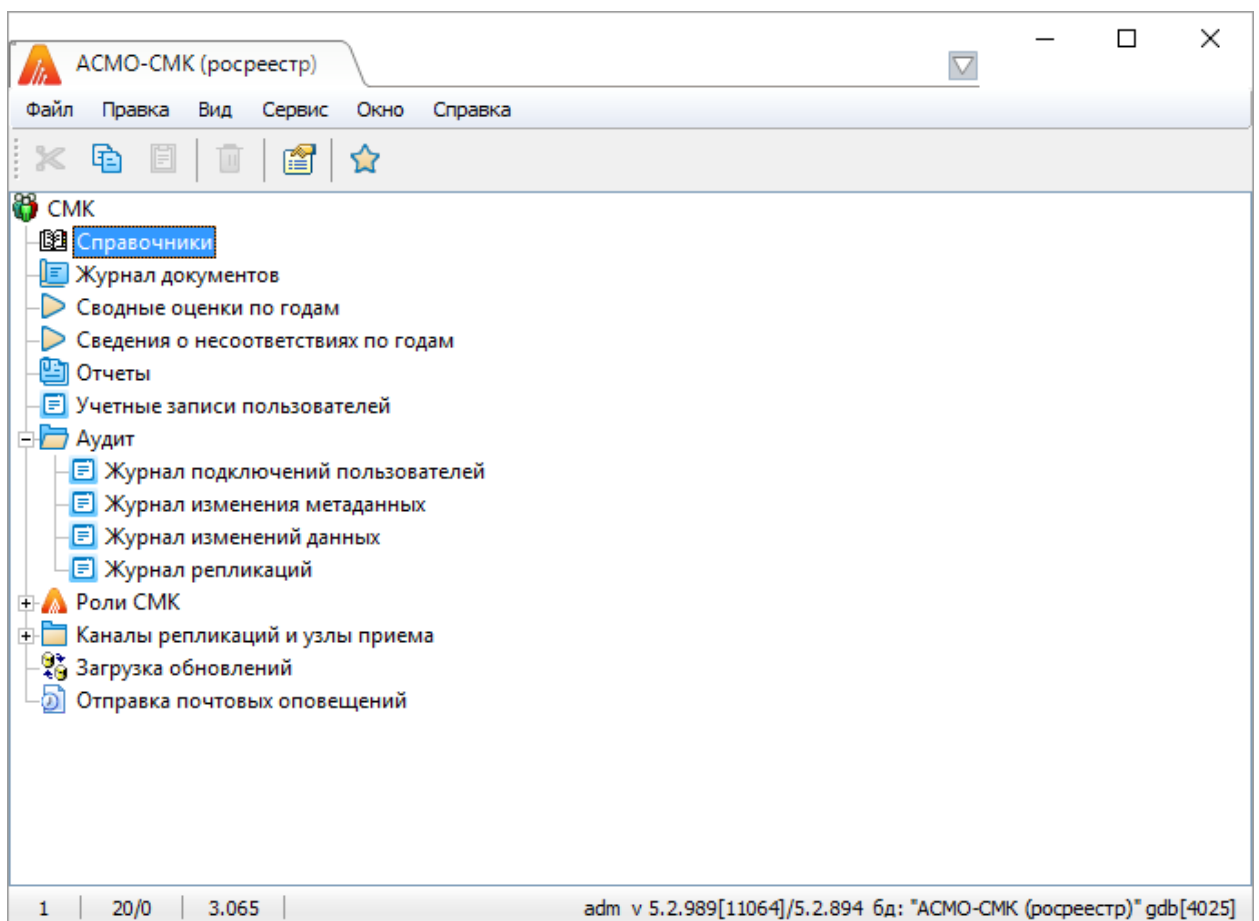 АСМО-СМК (росреестр)
Файл Правка Вид Сервис Окно Справка
СМК
Справочники
Журнал документов
Сводные оценки по годам
Сведения о несоответствиях по годам
Отчеты
Учетные записи пользователей
Аудит
Журнал подключений пользователей
Журнал изменения метаданных
Журнал изменений данных
Журнал репликаций
Роли СМК
Каналы репликаций и узлы приема
Загрузка обновлений
Отправка почтовых оповещений
1 20/0 3.065 adm v 5.2.989[11064]/5.2.894 бд: "АСМО-СМК (росреестр)" gdb[4025]